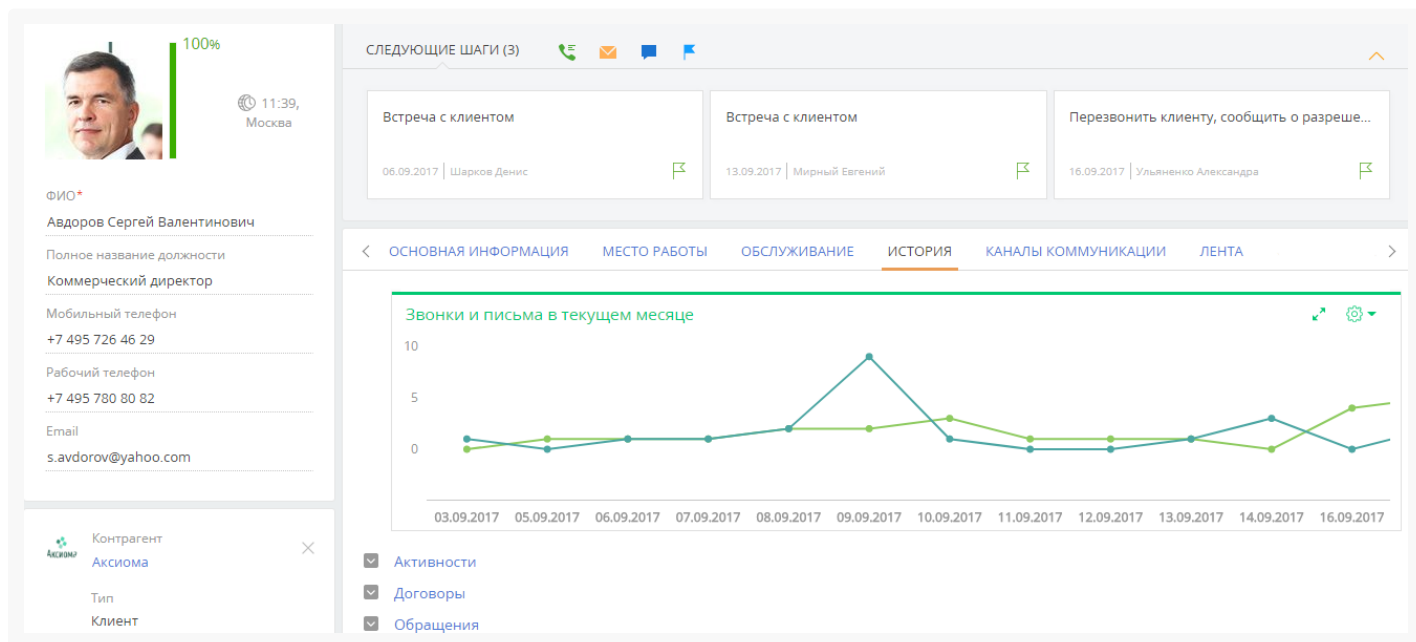 100%
11:39,
Москва
ФИО*
Авдоров Сергей Валентинович
Полное название должности
Коммерческий директор
Мобильный телефон
+7 495 726 46 29
Рабочий телефон
+7 495 780 80 82
Email
s.avdorov@yahoo.com
Аксиома
Контрагент
Аксиома
Тип
Клиент
СЛЕДУЮЩИЕ ШАГИ (3)
Встреча с клиентом
06.09.2017 | Шарков Денис
Встреча с клиентом
13.09.2017 | Мирный Евгений
Перезвонить клиенту, сообщить о разреше...
16.09.2017 | Ульяненко Александра
ОСНОВНАЯ ИНФОРМАЦИЯ МЕСТО РАБОТЫ ОБСЛУЖИВАНИЕ ИСТОРИЯ КАНАЛЫ КОММУНИКАЦИИ ЛЕНТА
Звонки и письма в текущем месяце
10
5
0
03.09.2017 05.09.2017 06.09.2017 07.09.2017 08.09.2017 09.09.2017 10.09.2017 11.09.2017 12.09.2017 13.09.2017 14.09.2017 16.09.2017
Активности
Договоры
Обращения